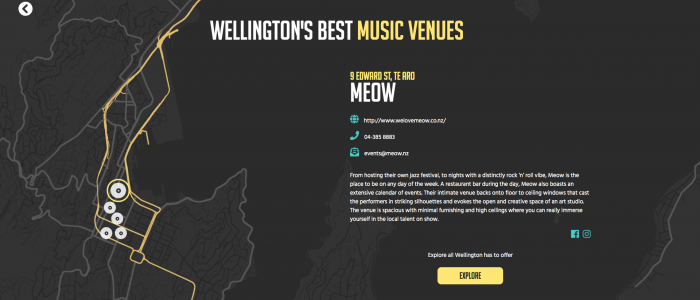 WELLINGTON'S BEST MUSIC VENUES
9 EDWARD ST, TE ARO
MEOW
http://www.welovemeow.co.nz/
04-385 8883
events@meow.nz
From hosting their own jazz festival, to nights with a distinctly rock 'n' roll vibe, Meow is the
place to be on any day of the week. A restaurant bar during the day, Meow also boasts an
extensive calendar of events. Their intimate venue backs onto floor to ceiling windows that cast
the performers in striking silhouettes and evokes the open and creative space of an art studio.
The venue is spacious with minimal furnishing and high ceilings where you can really immerse
yourself in the local talent on show.
Explore all Wellington has to offer
EXPLORE